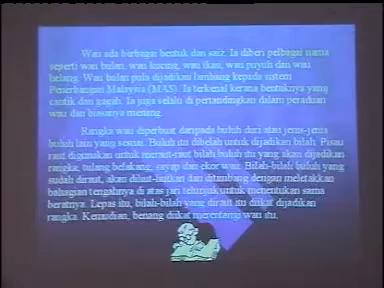 Wau ada berbagai bentuk dan saiz. Ia diberi pelbagai nama
seperti wau bulan, wau kucing, wau ikan, wau puyuh dan wau
helang. Wau bulan pula dijadikan lambang kepada sistem
Penerbangan Malaysia (MAS). Ia terkenal kerana bentuknya yang
cantik dan gagah. Ia juga selalu di pertandingkan dalam peraduan
wau dan biasanya menang.
Rangka wau diperbuat daripada buluh duri atau jenis-jenis
buluh lain yang sesuai. Buluh itu dibelah untuk dijadikan bilah. Pisau
raut digunakan untuk meraut-raut bilah buluh itu yang akan dijadikan
rangka, tulang belakang, sayap dan ekor wau. Bilah-bilah buluh yang
sudah diraut, akan diluit-luitkan dan ditimbang dengan meletakkan
bahagian tengahnya di atas jari telunjuk untuk menentukan sama
beratnya. Lepas itu, bilah-bilah yang diraut itu diikat dijadikan
rangka. Kemudian, benang diikat merentangi wau itu.